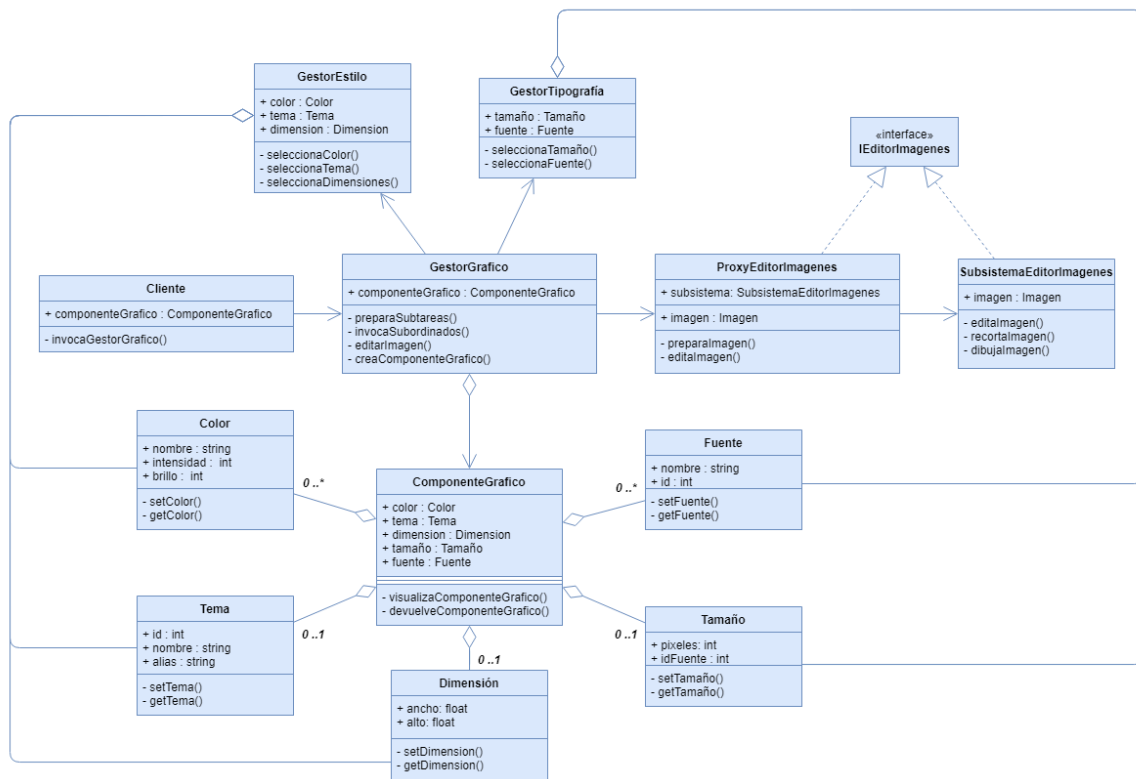 GestorEstilo
+ color : Color
+ tema : Tema
+ dimension : Dimension
- seleccionaColor()
- seleccionaTema()
- seleccionaDimensiones()
GestorTipografía
+ tamaño : Tamaño
+ fuente : Fuente
- seleccionaTamaño()
- seleccionaFuente()
«interface»
IEditorImagenes
Cliente
+ componenteGrafico : ComponenteGrafico
- invocaGestorGrafico()
GestorGrafico
+ componenteGrafico : ComponenteGrafico
- preparaSubtareas()
- invocaSubordinados()
- editarImagen()
- creaComponenteGrafico()
ProxyEditorImagenes
+ subsistema: SubsistemaEditorImagenes
+ imagen : Imagen
- preparaImagen()
- editaImagen()
SubsistemaEditorImagenes
+ imagen : Imagen
- editaImagen()
- recortaImagen()
- dibujaImagen()
Color
+ nombre : string
+ intensidad : int
+ brillo : int
- setColor()
- getColor()
0 ..*
ComponenteGrafico
+ color : Color
+ tema : Tema
+ dimension : Dimension
+ tamaño : Tamaño
+ fuente : Fuente
- visualizaComponenteGrafico()
- devuelveComponenteGrafico()
0 ..*
Fuente
+ nombre : string
+ id : int
- setFuente()
- getFuente()
Tema
+ id : int
+ nombre : string
+ alias : string
- setTema()
- getTema()
0 ..1
0 ..1
Dimensión
+ ancho: float
+ alto: float
- setDimension()
- getDimension()
0 ..1
Tamaño
+ pixeles: int
+ idFuente : int
- setTamaño()
- getTamaño()